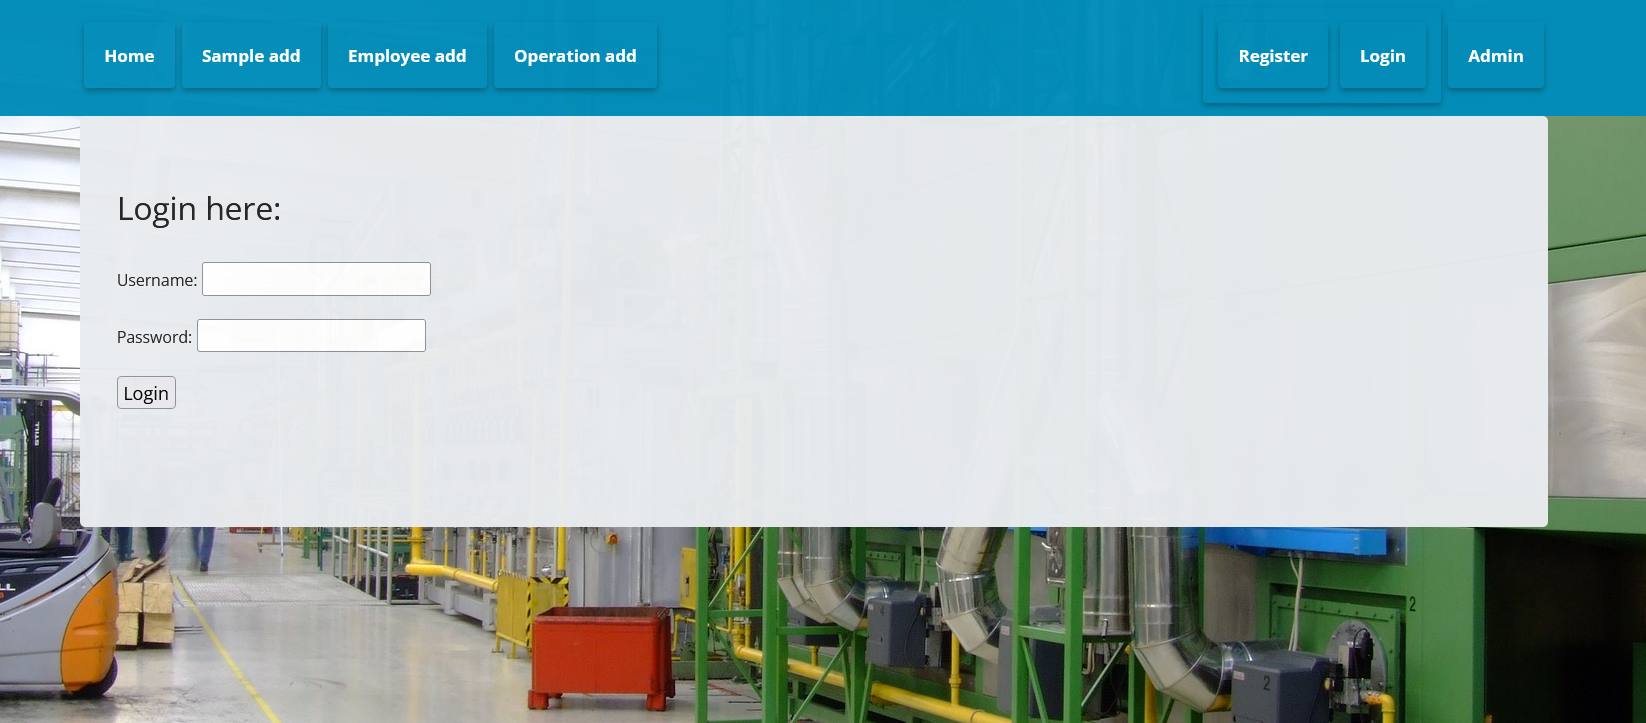 Home Sample add Employee add Operation add Register Login Admin
Login here:
Username:
Password:
Login
STILL
2
2